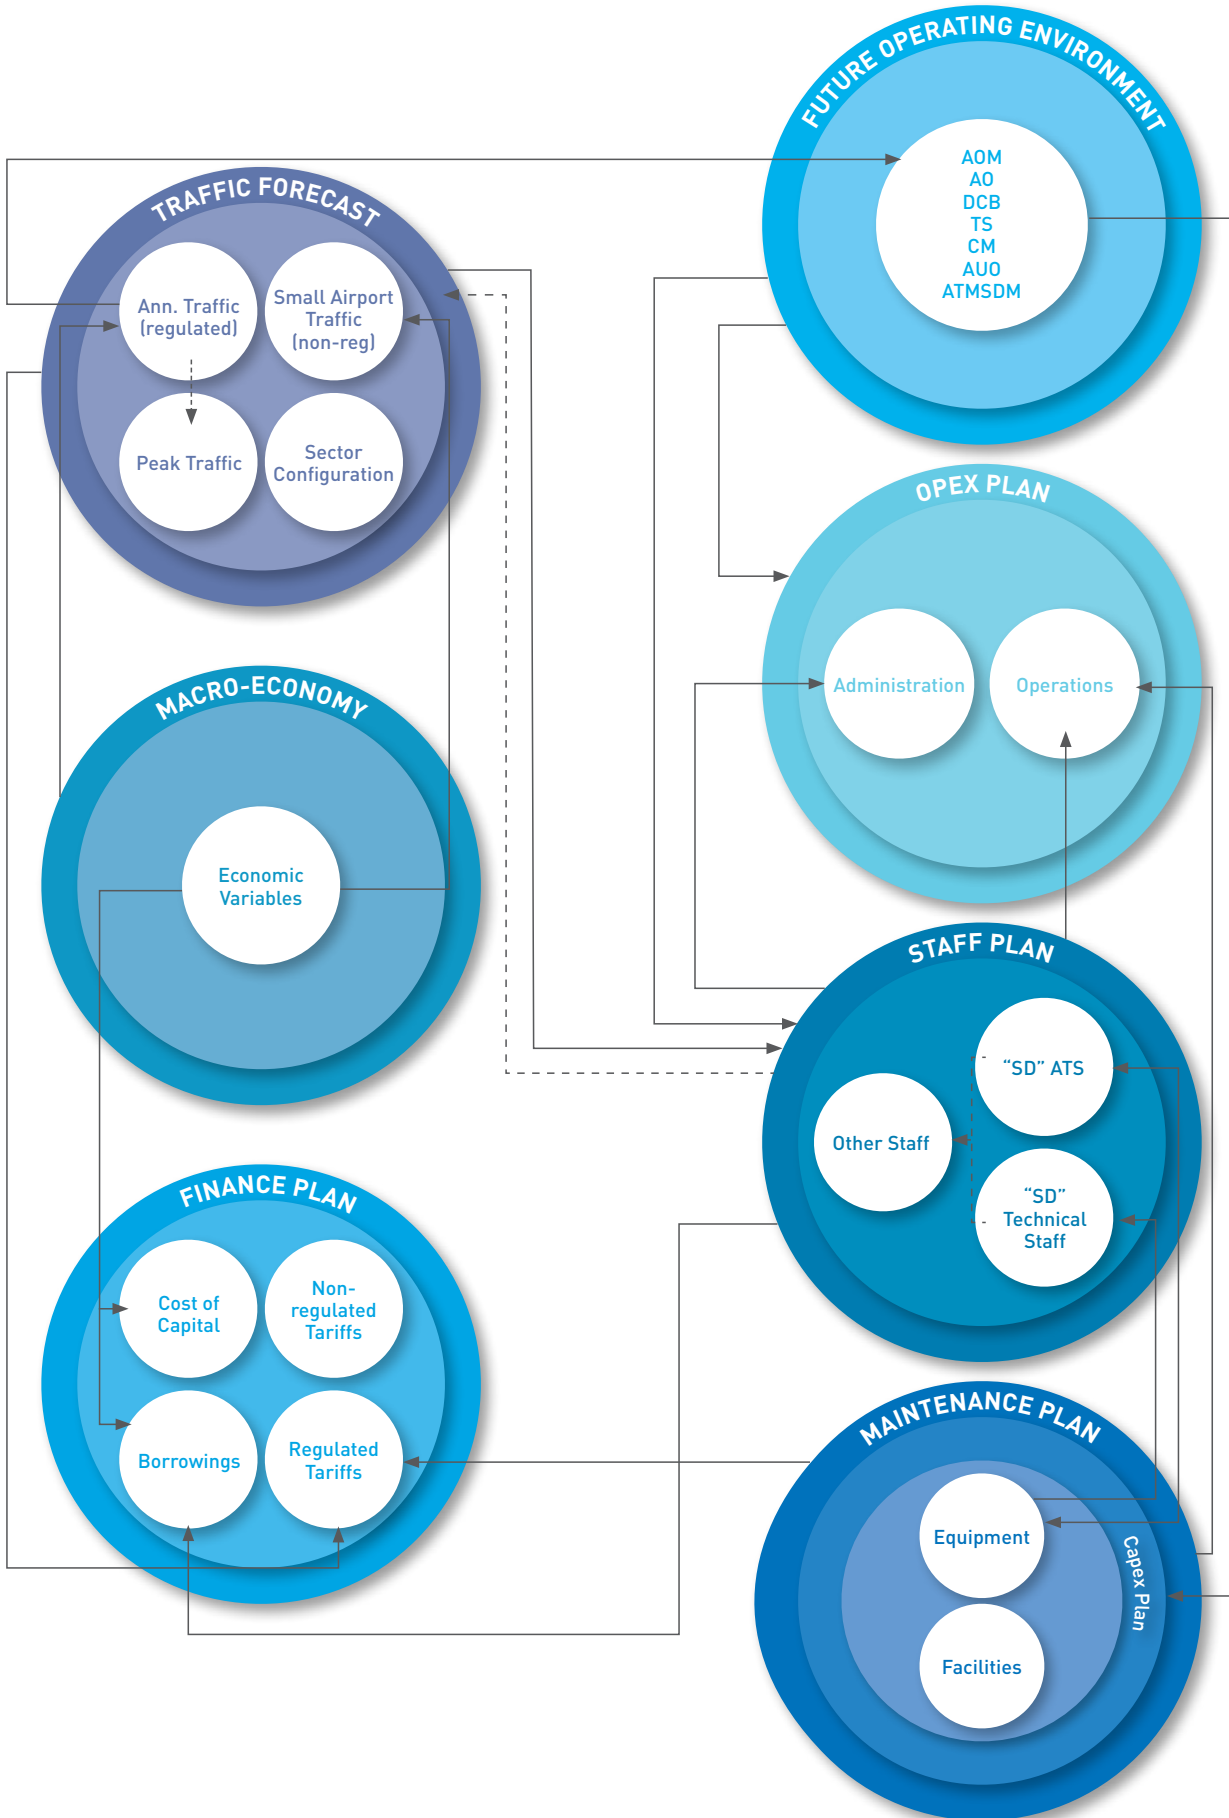 FUTURE OPERATING ENVIRONMENT
AOM
AO
DCB
TS
CM
AUO
ATMSDM
TRAFFIC FORECAST
Ann. Traffic
(regulated)
Small Airport
Traffic
(non-reg)
Peak Traffic
Sector
Configuration
OPEX PLAN
Administration
Operations
MACRO-ECONOMY
Economic
Variables
STAFF PLAN
“SD” ATS
Other Staff
“SD”
Technical
Staff
FINANCE PLAN
Cost of
Capital
Non-
regulated
Tariffs
Borrowings
Regulated
Tariffs
MAINTENANCE PLAN
Equipment
Capex Plan
Facilities